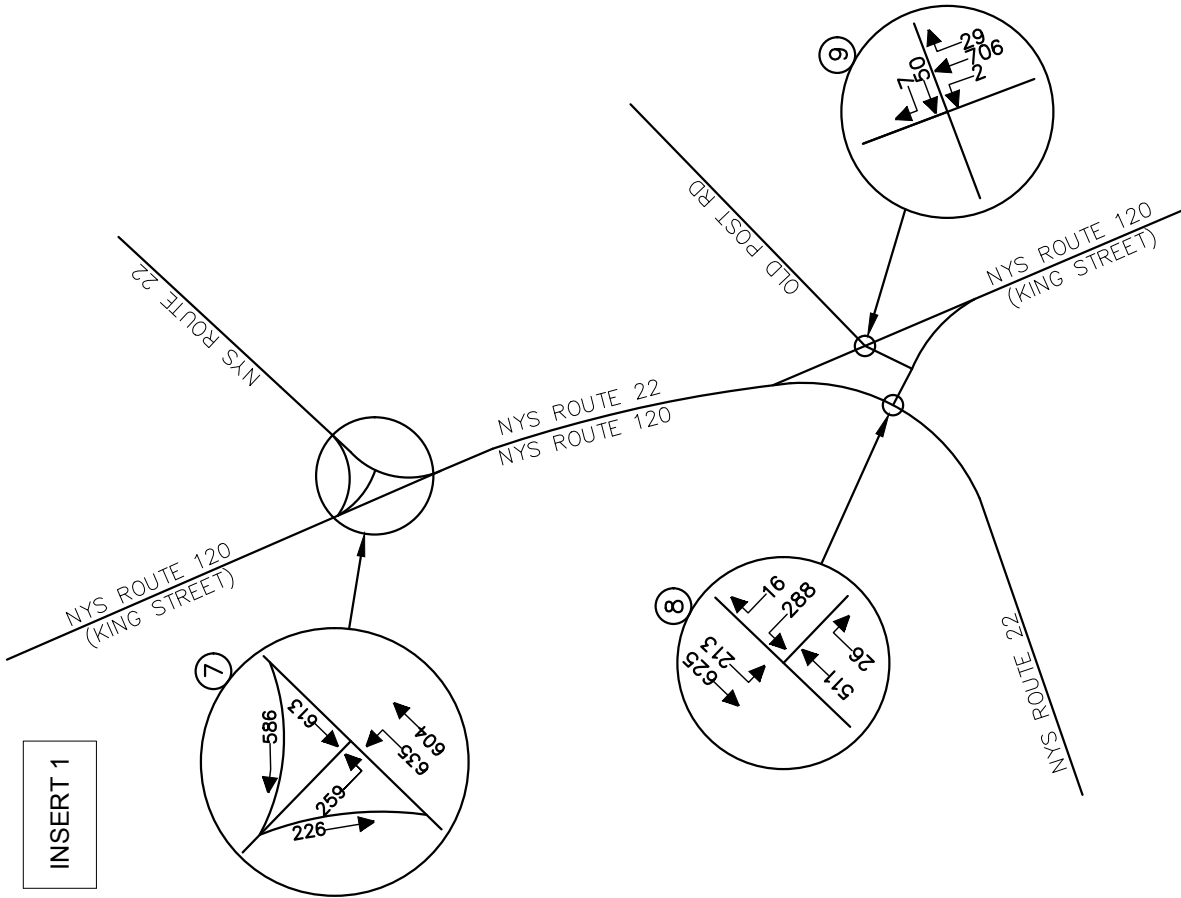 INSERT 1
NYS ROUTE 120
(KING STREET)
NYS ROUTE 22
7
586
613
259
226
635
604
NYS ROUTE 22
NYS ROUTE 120
OLD POST RD
9
7
50
29
706
2
NYS ROUTE 120
(KING STREET)
8
625
213
16
288
511
26
NYS ROUTE 22